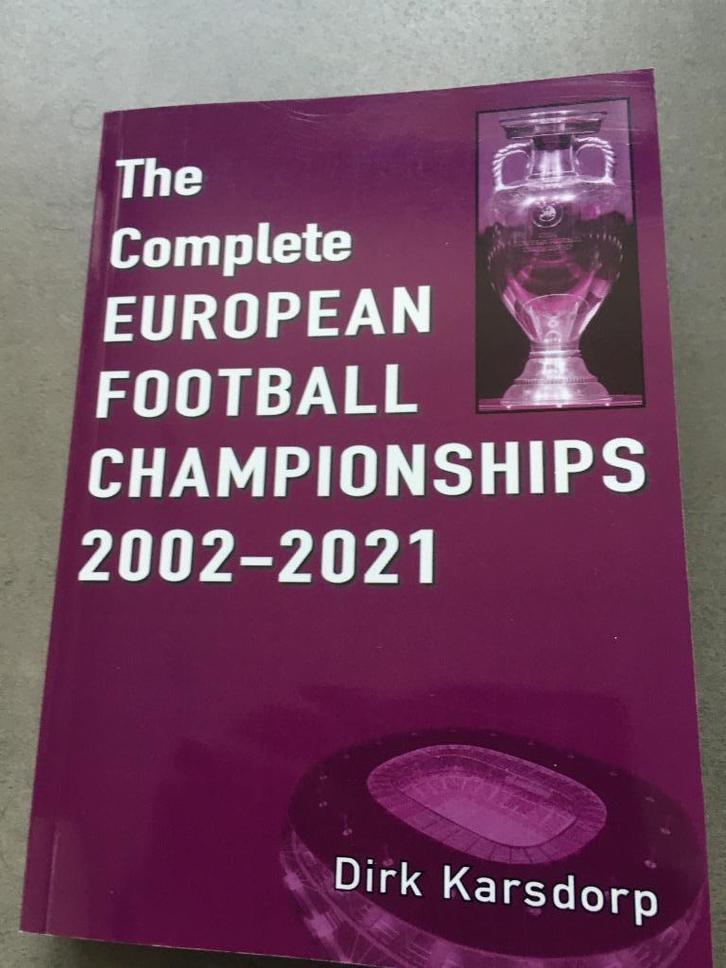 The
Complete
EUROPEAN
FOOTBALL
CHAMPIONSHIPS
2002–2021
Dirk Karsdorp